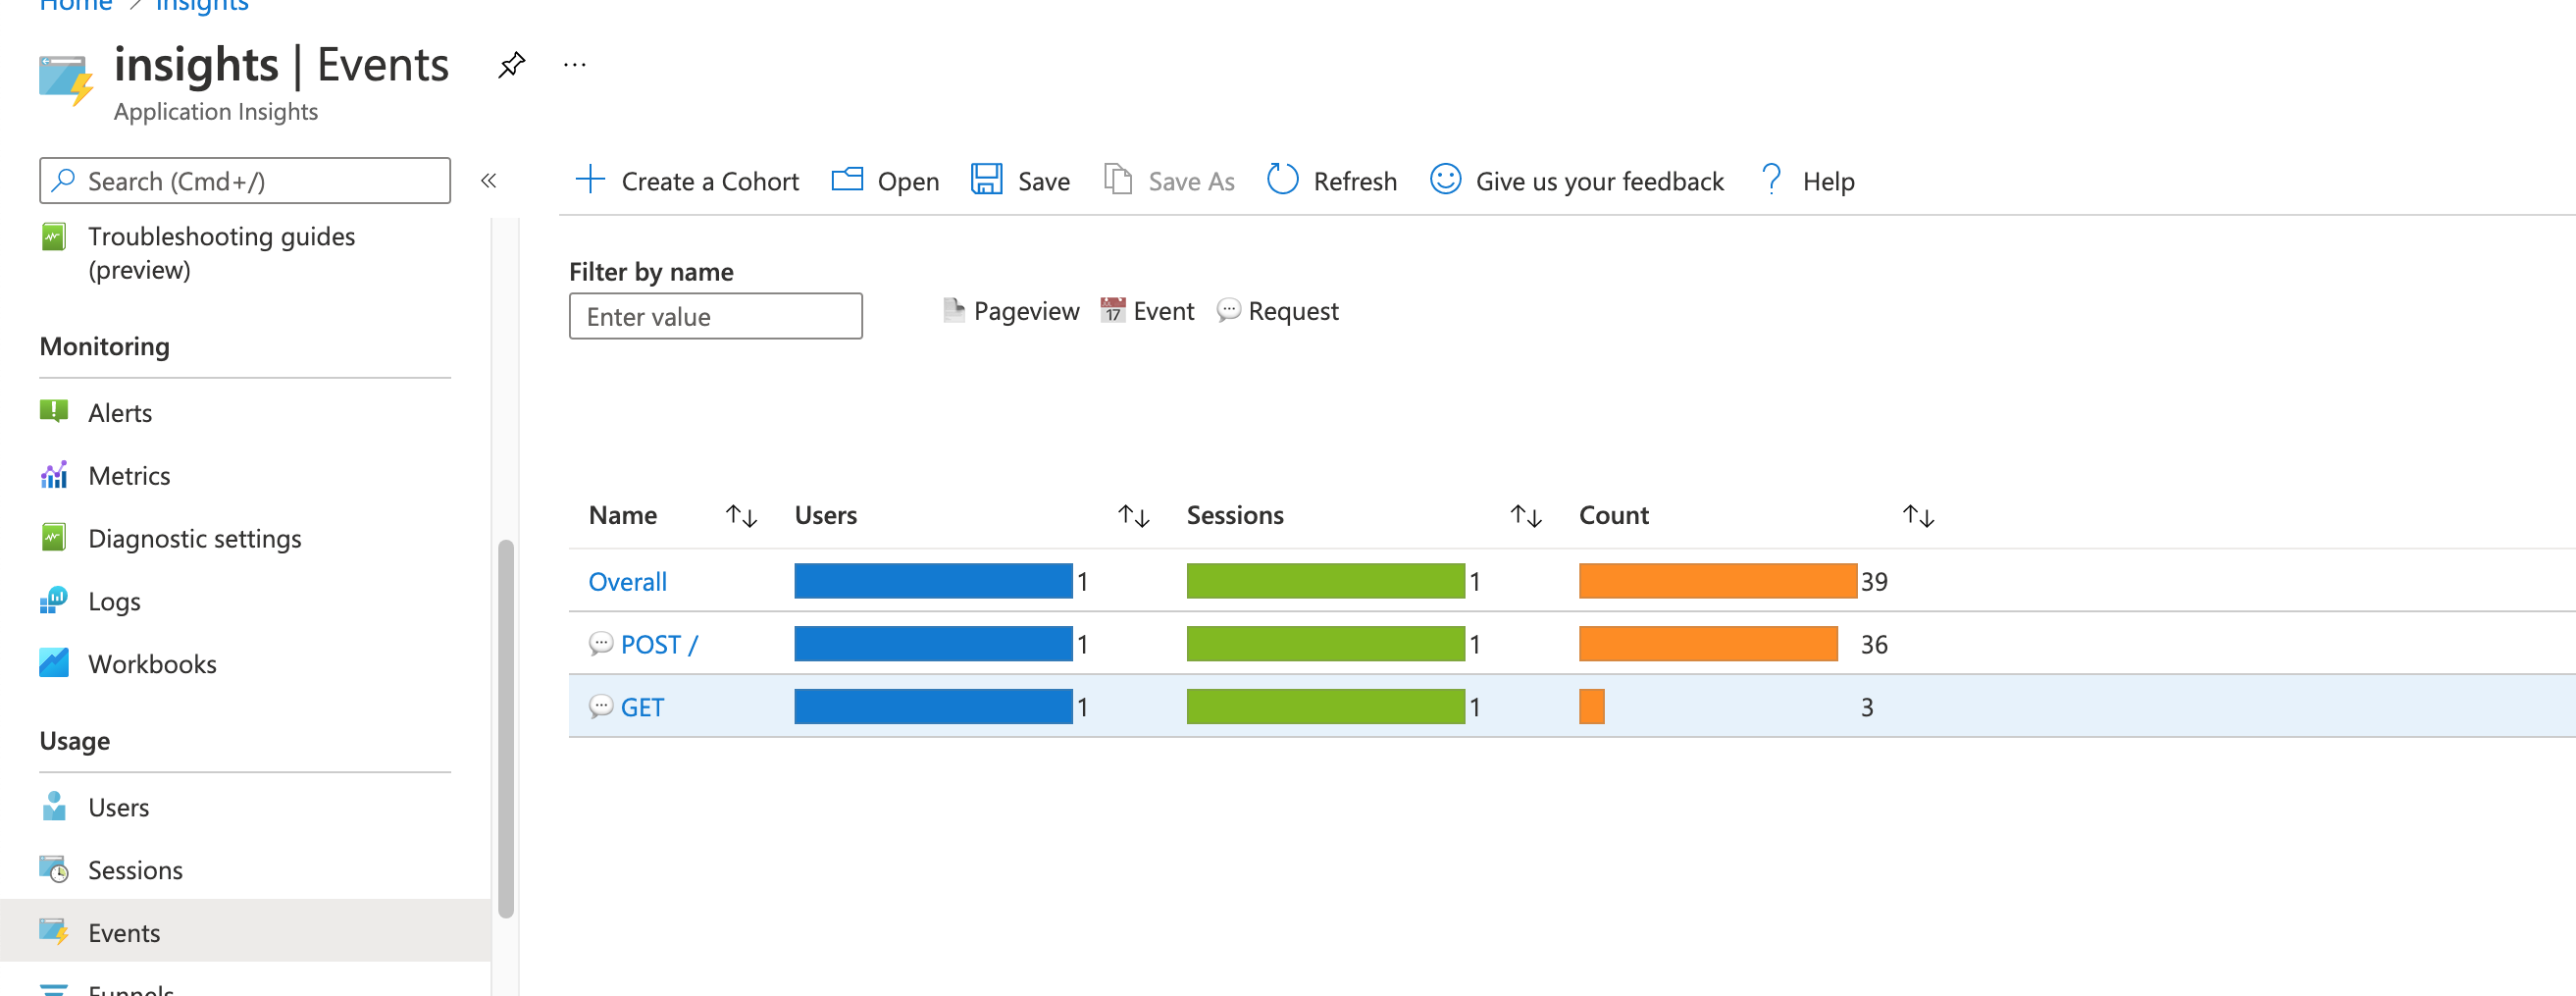 Home > insights
insights | Events
...
Application Insights
Search (Cmd+/)
«
Create a Cohort Open Save Save As Refresh Give us your feedback ? Help
Troubleshooting guides
(preview)
Filter by name
Enter value
Pageview 17 Event Request
Monitoring
Alerts
Metrics
Diagnostic settings
Logs
Workbooks
Usage
Users
Sessions
Events
Funnels
Name Users Sessions Count
Overall 1 1 39
POST / 1 1 36
GET 1 1 3